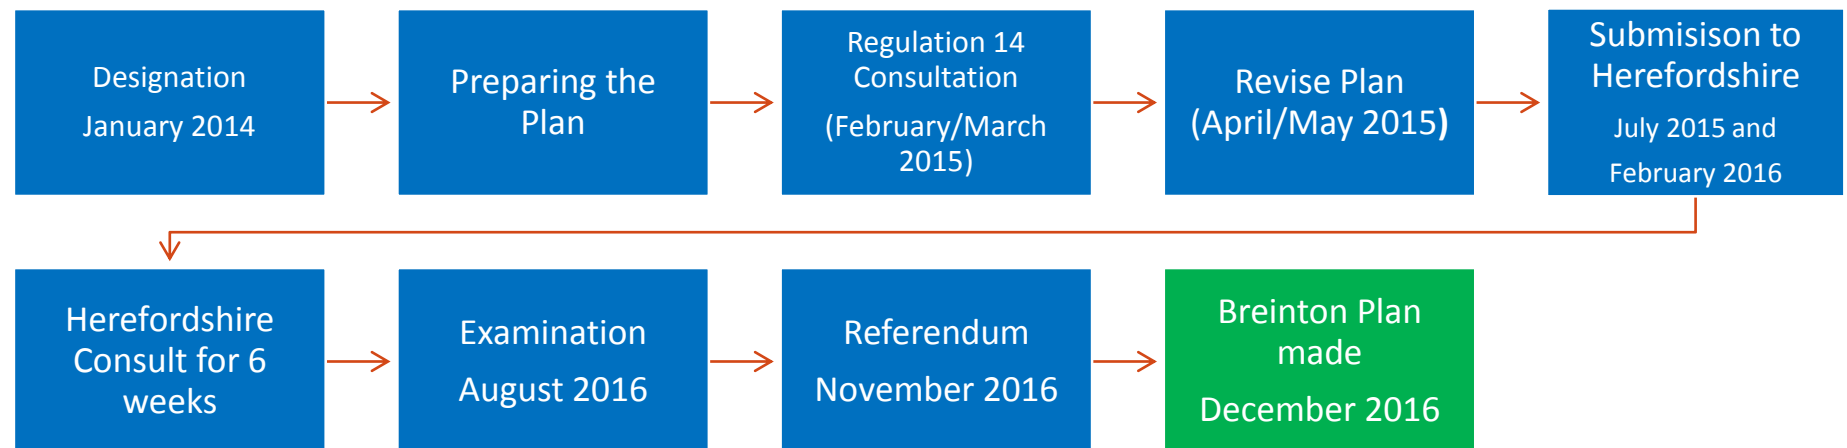 Designation
January 2014
Preparing the
Plan
Regulation 14
Consultation
(February/March
2015)
Revise Plan
(April/May 2015)
Submisison to
Herefordshire
July 2015 and
February 2016
Herefordshire
Consult for 6
weeks
Examination
August 2016
Referendum
November 2016
Breinton Plan
made
December 2016